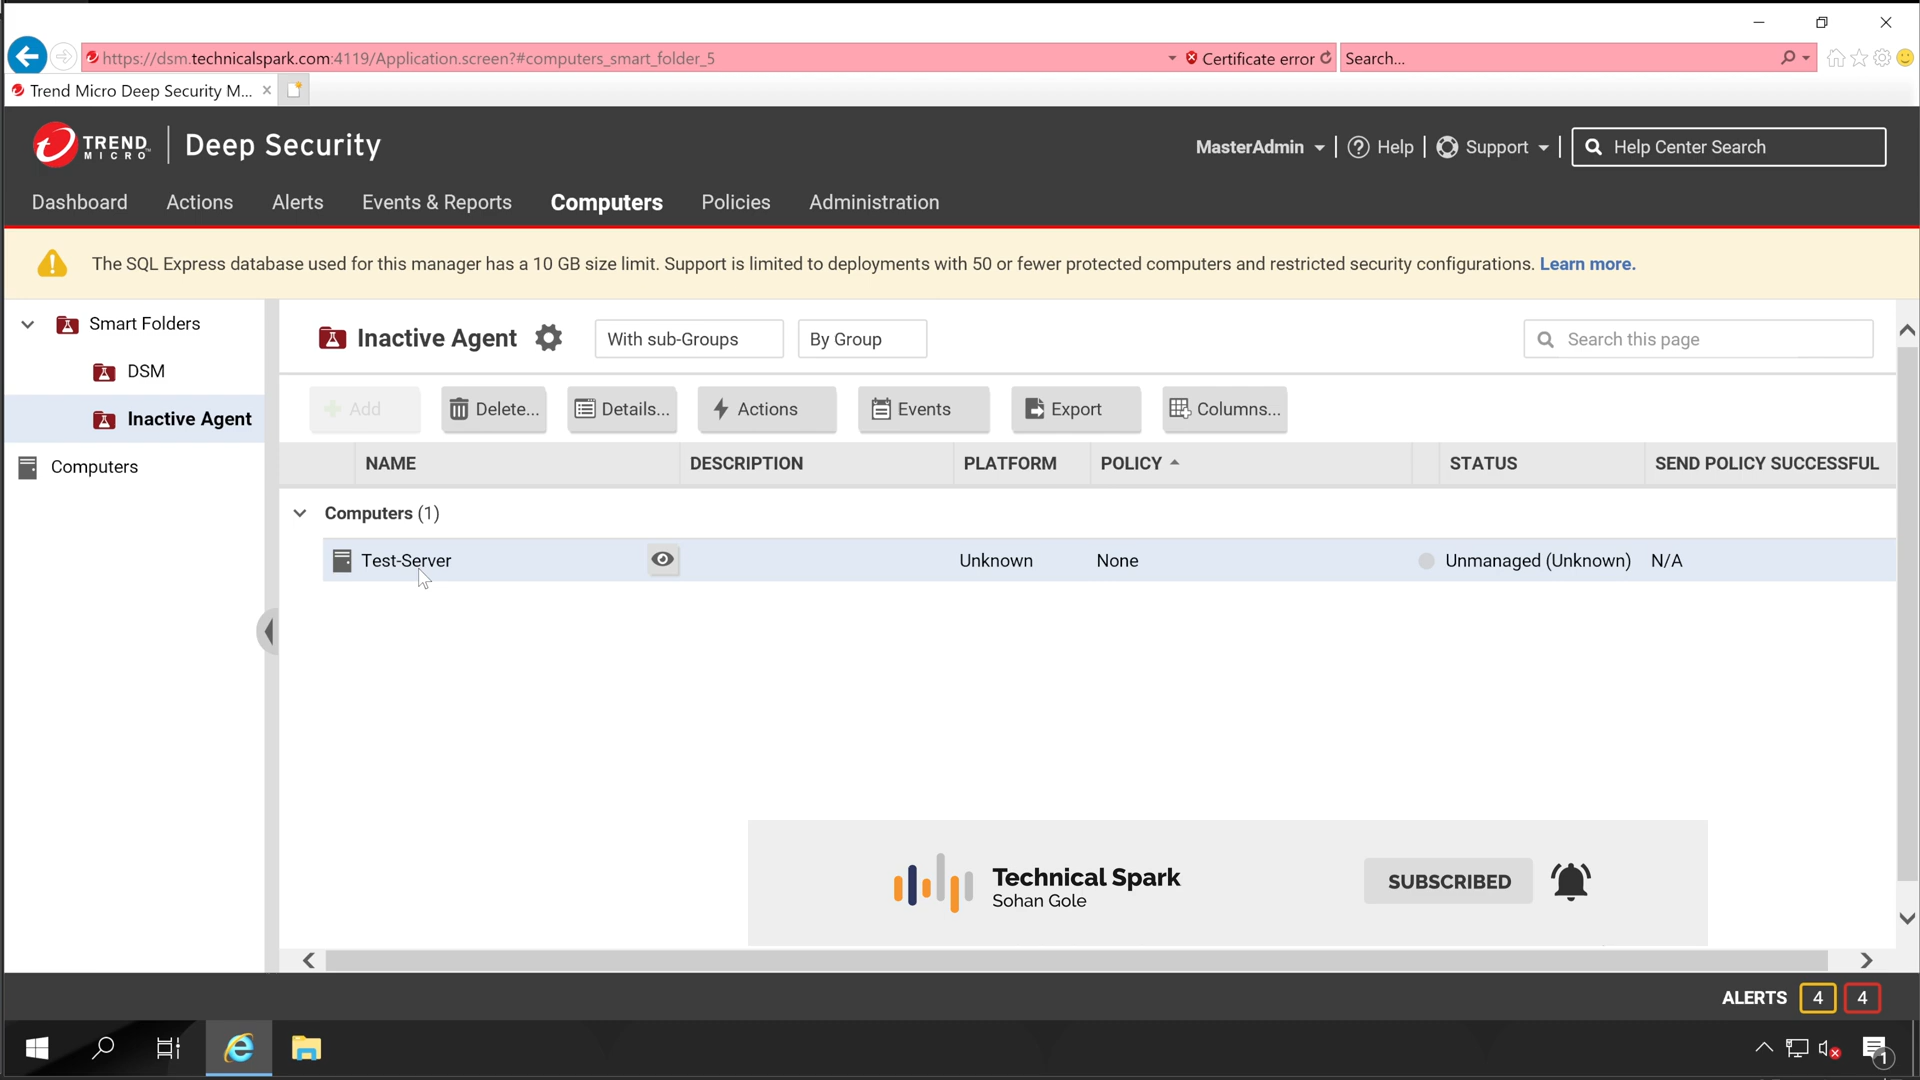 https://dsm.technicalspark.com:4119/Application.screen?#computers_smart_folder_5
Certificate error
Search...
Trend Micro Deep Security M...
TREND MICRO
Deep Security
MasterAdmin
Help
Support
Help Center Search
Dashboard
Actions
Alerts
Events & Reports
Computers
Policies
Administration
The SQL Express database used for this manager has a 10 GB size limit. Support is limited to deployments with 50 or fewer protected computers and restricted security configurations. Learn more.
Smart Folders
DSM
Inactive Agent
Computers
Inactive Agent
With sub-Groups
By Group
Search this page
Add
Delete...
Details...
Actions
Events
Export
Columns...
NAME
DESCRIPTION
PLATFORM
POLICY
STATUS
SEND POLICY SUCCESSFUL
Computers (1)
Test-Server
Unknown
None
Unmanaged (Unknown)
N/A
Technical Spark
Sohan Gole
SUBSCRIBED
ALERTS
4
4
1